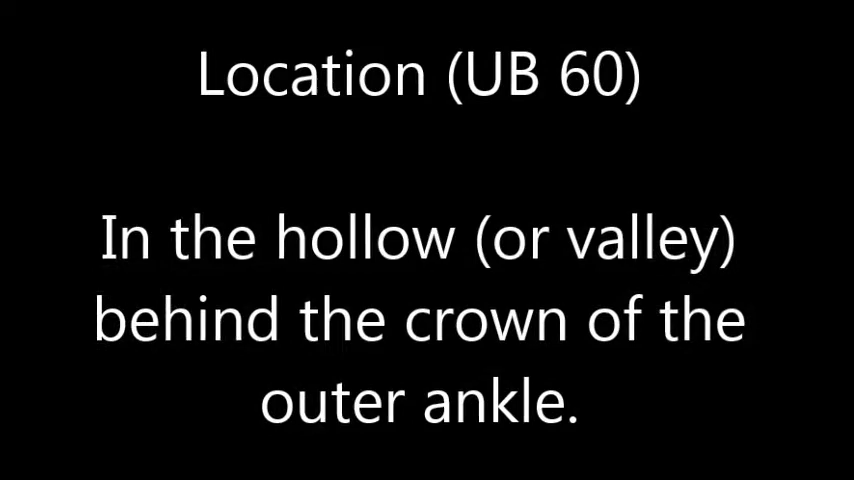 Location (UB 60)
In the hollow (or valley)
behind the crown of the
outer ankle.